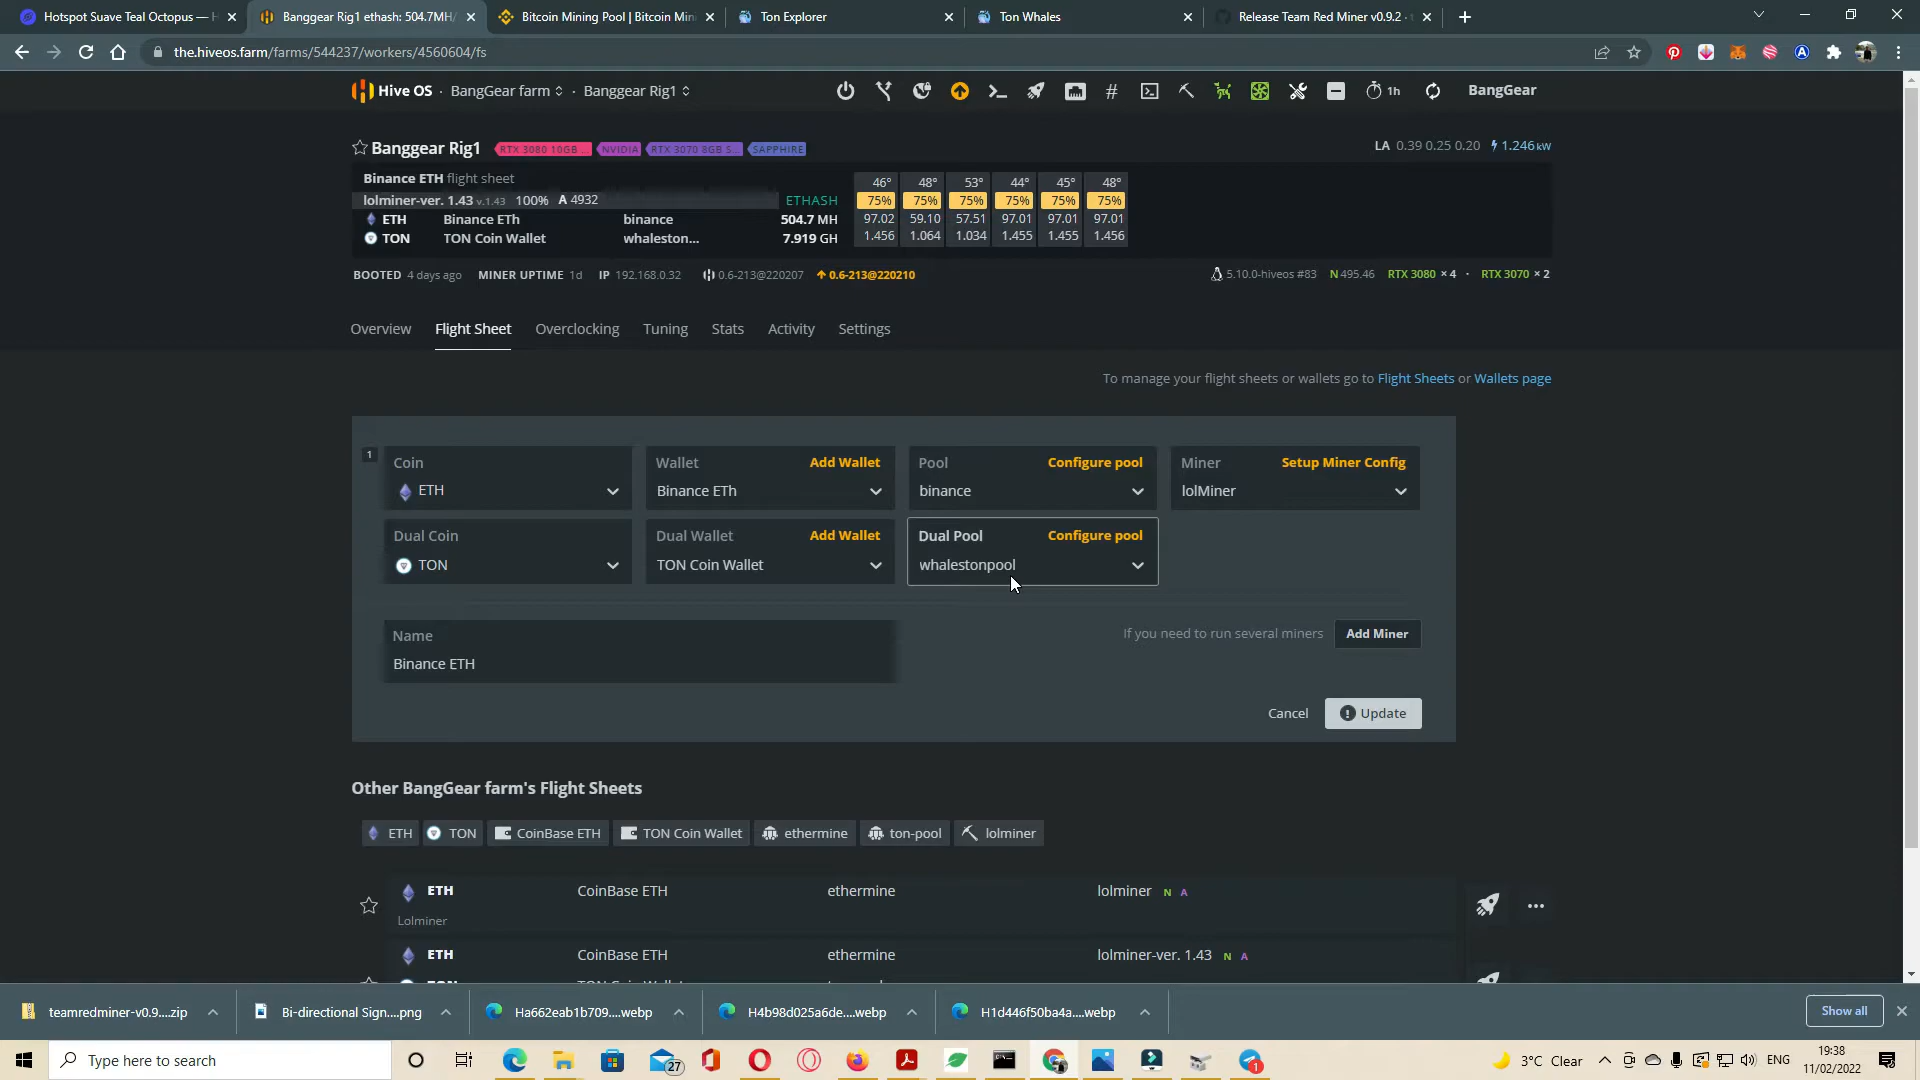 Hotspot Suave Teal Octopus — H
Banggear Rig1 ethash: 504.7MH/
Bitcoin Mining Pool | Bitcoin Min
Ton Explorer
Ton Whales
Release Team Red Miner v0.9.2 · t
the.hiveos.farm/farms/544237/workers/4560604/fs
Hive OS · BangGear farm · Banggear Rig1
1h
BangGear
Banggear Rig1 RTX 3080 10GB ... NVIDIA RTX 3070 8GB S... SAPPHIRE
LA 0.39 0.25 0.20 1.246 kW
Binance ETH flight sheet
46° 48° 53° 44° 45° 48°
lolminer-ver. 1.43 v.1.43 100% A 4932 ETHASH
75% 75% 75% 75% 75% 75%
ETH Binance ETh binance 504.7 MH
97.02 59.10 57.51 97.01 97.01 97.01
TON TON Coin Wallet whaleston... 7.919 GH
1.456 1.064 1.034 1.455 1.455 1.456
BOOTED 4 days ago MINER UPTIME 1d IP 192.168.0.32 0.6-213@220207 0.6-213@220210
5.10.0-hiveos #83 N 495.46 RTX 3080 ×4 · RTX 3070 ×2
Overview Flight Sheet Overclocking Tuning Stats Activity Settings
To manage your flight sheets or wallets go to Flight Sheets or Wallets page
1
Coin
ETH
Wallet Add Wallet
Binance ETh
Pool Configure pool
binance
Miner Setup Miner Config
lolMiner
Dual Coin
TON
Dual Wallet Add Wallet
TON Coin Wallet
Dual Pool Configure pool
whalestonpool
Name
Binance ETH
If you need to run several miners Add Miner
Cancel Update
Other BangGear farm's Flight Sheets
ETH TON CoinBase ETH TON Coin Wallet ethermine ton-pool lolminer
ETH CoinBase ETH ethermine lolminer N A
Lolminer
ETH CoinBase ETH ethermine lolminer-ver. 1.43 N A
teamredminer-v0.9....zip
Bi-directional Sign....png
Ha662eab1b709....webp
H4b98d025a6de....webp
H1d446f50ba4a....webp
Show all
Type here to search
27
1
3°C Clear
ENG
19:38
11/02/2022